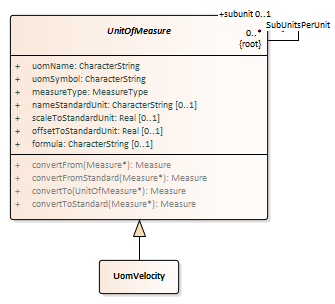 +subunit 0..1
UnitOfMeasure
SubUnitsPerUnit
0..*
{root}
+ uomName: CharacterString
+ uomSymbol: CharacterString
+ measureType: MeasureType
+ nameStandardUnit: CharacterString [0..1]
+ scaleToStandardUnit: Real [0..1]
+ offsetToStandardUnit: Real [0..1]
+ formula: CharacterString [0..1]
+ convertFrom(Measure*): Measure
+ convertFromStandard(Measure*): Measure
+ convertTo(UnitOfMeasure*): Measure
+ convertToStandard(Measure*): Measure
UomVelocity